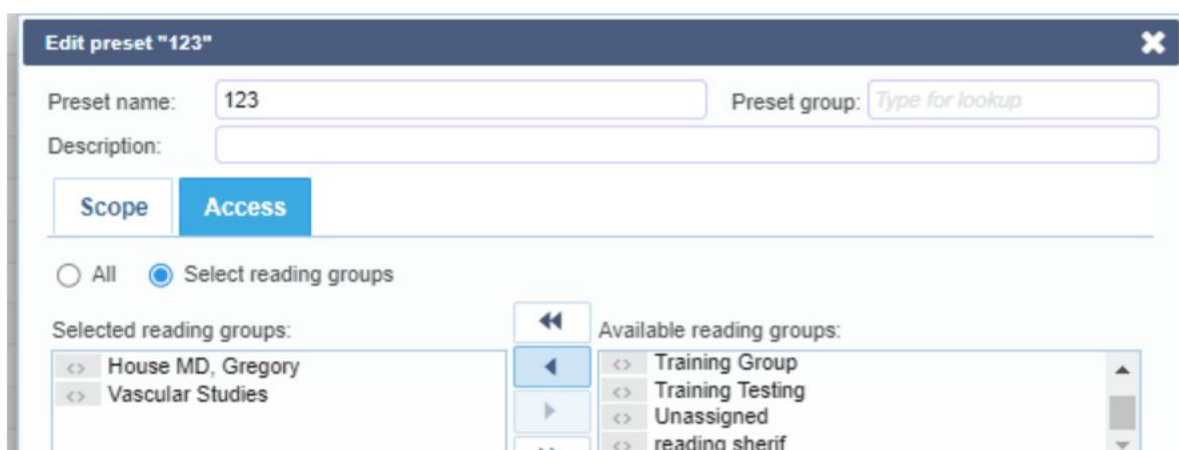 Edit preset "123"
Preset name: 123 Preset group: Type for lookup
Description:
Scope Access
All Select reading groups
Selected reading groups: Available reading groups:
House MD, Gregory Training Group
Vascular Studies Training Testing
Unassigned
reading sherif